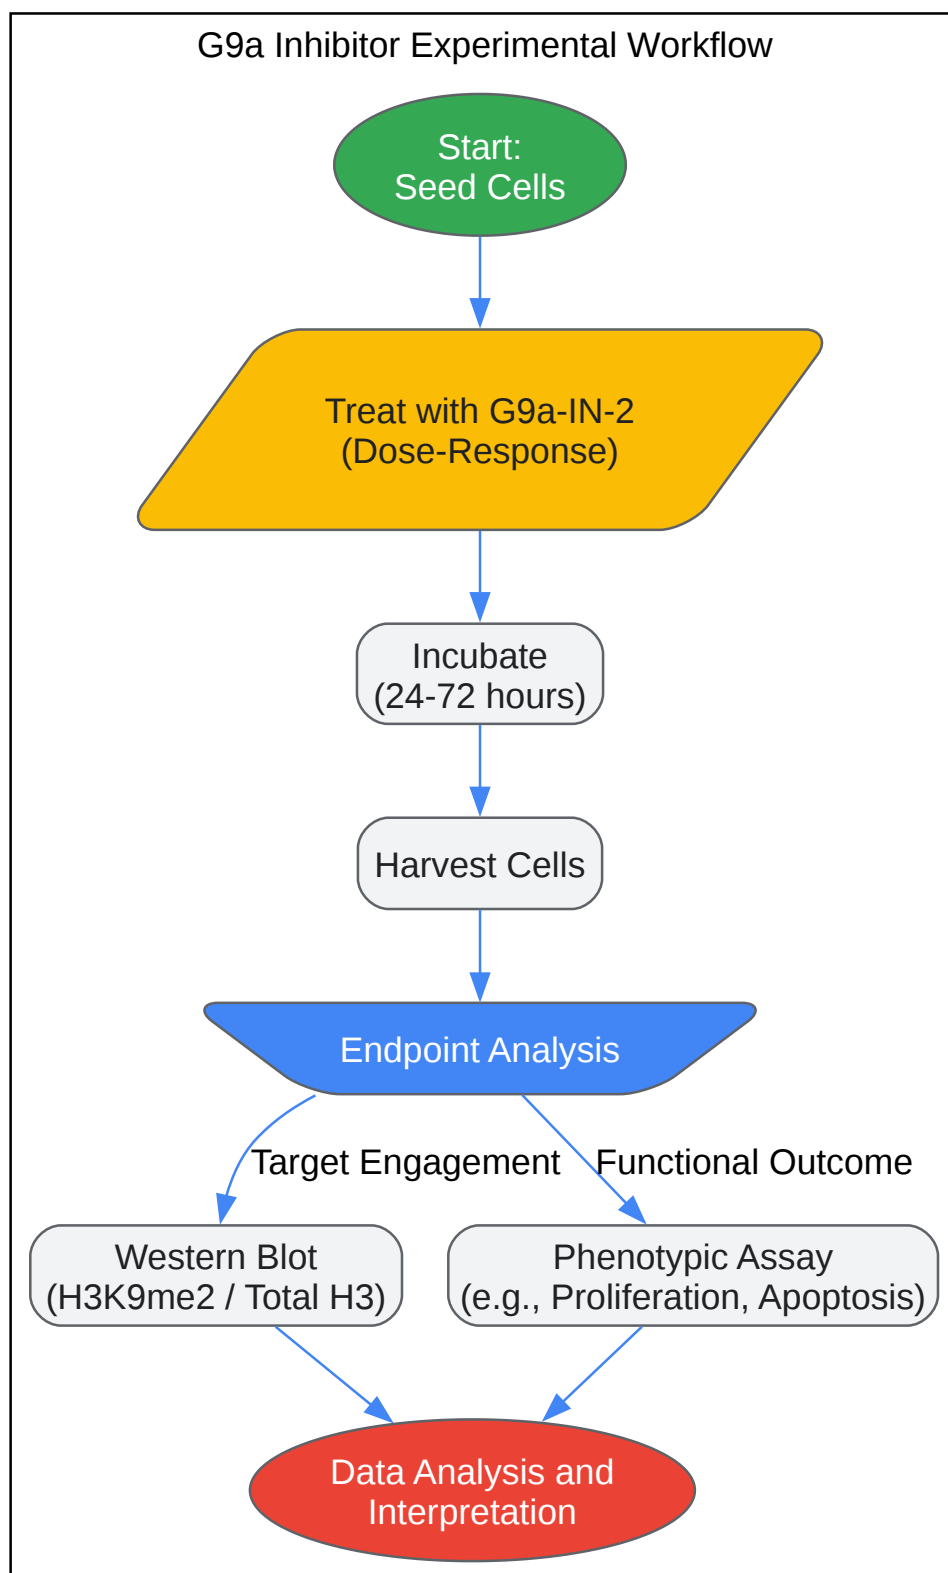 G9a Inhibitor Experimental Workflow
Start:
Seed Cells
Treat with G9a-IN-2
(Dose-Response)
Incubate
(24-72 hours)
Harvest Cells
Endpoint Analysis
Target Engagement
Functional Outcome
Western Blot
(H3K9me2 / Total H3)
Phenotypic Assay
(e.g., Proliferation, Apoptosis)
Data Analysis and
Interpretation